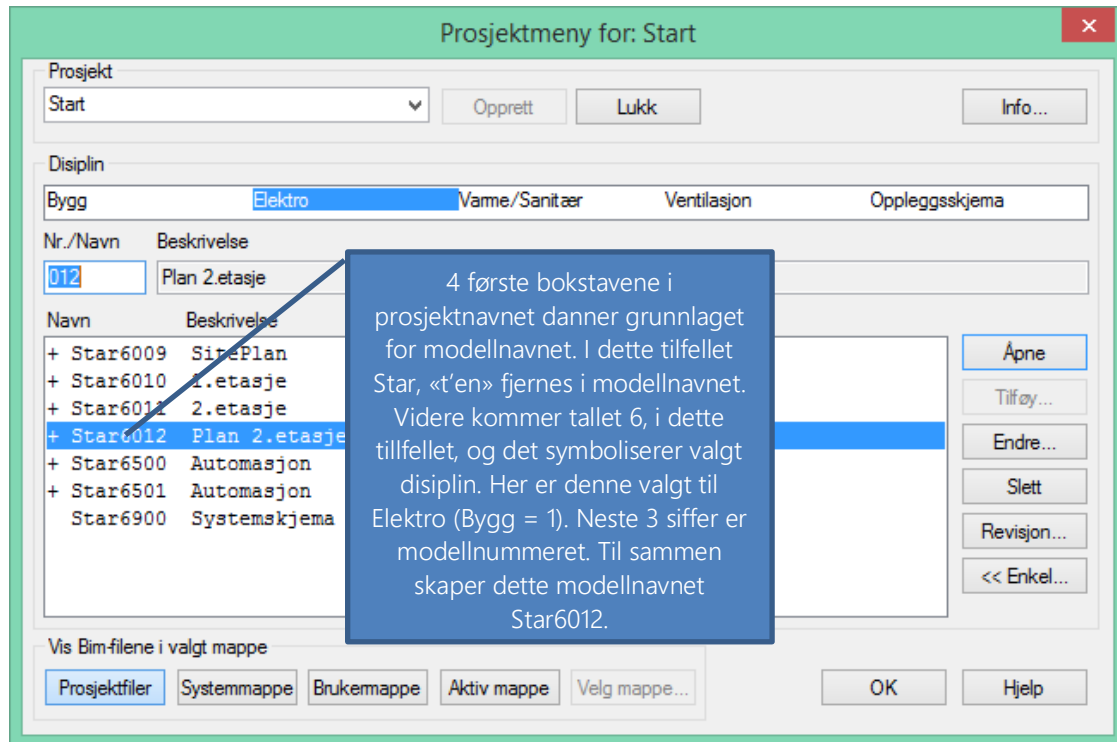 Prosjektmeny for: Start
Prosjekt
Start Opprett Lukk Info...
Disiplin
Bygg Elektro Varme/Sanitær Ventilasjon Oppleggsskjema
Nr./Navn Beskrivelse
012 Plan 2.etasje
Navn Beskrivelse
+ Star6009 SitePlan
+ Star6010 1.etasje
+ Star6011 2.etasje
+ Star6012 Plan 2.etasje
+ Star6500 Automasjon
+ Star6501 Automasjon
Star6900 Systemskjema
4 første bokstavene i
prosjektnavnet danner grunnlaget
for modellnavnet. I dette tilfellet
Star, «t’en» fjernes i modellnavnet.
Videre kommer tallet 6, i dette
tillfellet, og det symboliserer valgt
disiplin. Her er denne valgt til
Elektro (Bygg = 1). Neste 3 siffer er
modellnummeret. Til sammen
skaper dette modellnavnet
Star6012.
Åpne
Tilføy...
Endre...
Slett
Revisjon...
<< Enkel...
Vis Bim-filene i valgt mappe
Prosjektfiler Systemmappe Brukermappe Aktiv mappe Velg mappe... OK Hjelp